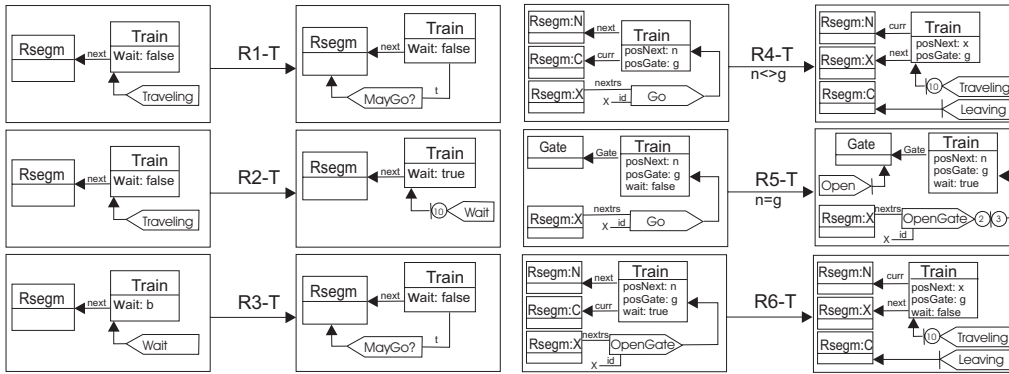 Rsegm
next
Train
Wait: false
Traveling
R1-T
Rsegm
next
Train
Wait: false
MayGo?
t
Rsegm
next
Train
Wait: false
Traveling
R2-T
Rsegm
next
Train
Wait: true
10
Wait
Rsegm
next
Train
Wait: b
Wait
R3-T
Rsegm
next
Train
Wait: false
MayGo?
t
Rsegm:N
next
Train
posNext: n
posGate: g
Rsegm:C
curr
Rsegm:X
nextrs
X
id
Go
R4-T
n<>g
Rsegm:N
curr
Train
posNext: x
posGate: g
Rsegm:X
next
10
Traveling
Rsegm:C
Leaving
Gate
Gate
Train
posNext: n
posGate: g
wait: false
Rsegm:X
nextrs
X
id
Go
R5-T
n=g
Gate
Gate
Train
posNext: n
posGate: g
wait: true
Open
Rsegm:X
nextrs
OpenGate
2
3
X
id
Rsegm:N
next
Train
posNext: n
posGate: g
wait: true
Rsegm:C
curr
Rsegm:X
nextrs
OpenGate
X
id
R6-T
Rsegm:N
curr
Train
posNext: x
posGate: g
wait: false
Rsegm:X
next
10
Traveling
Rsegm:C
Leaving